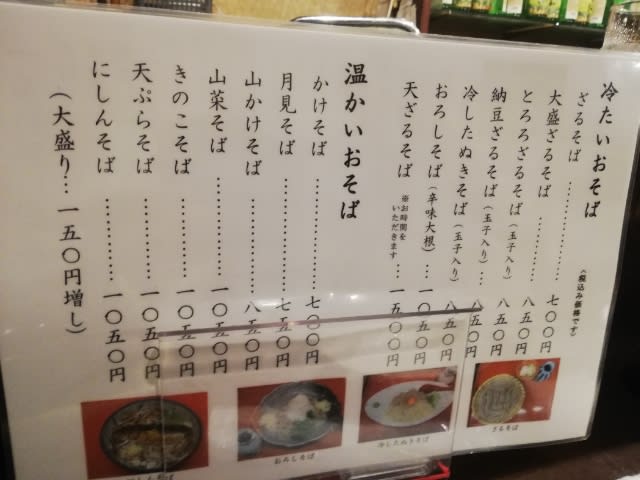 冷たいおそば
（税込み価格です）
ざるそば…………七〇〇円
大盛ざるそば…………八五〇円
とろろざるそば（玉子入り）八五〇円
納豆ざるそば（玉子入り）八五〇円
冷したぬきそば（玉子入り）…八五〇円
おろしそば（辛味大根）…一〇五〇円
天ざるそば ※お時間を
いただきます …
温かいおそば
かけそば…………七〇〇円
月見そば…………七五〇円
山かけそば…………八五〇円
山菜そば…………一〇五〇円
きのこそば…………一〇五〇円
天ぷらそば…………一〇五〇円
にしんそば…………一〇五〇円
（大盛り…一五〇円増し）
ざるそば
冷したぬきそば
おろしそば